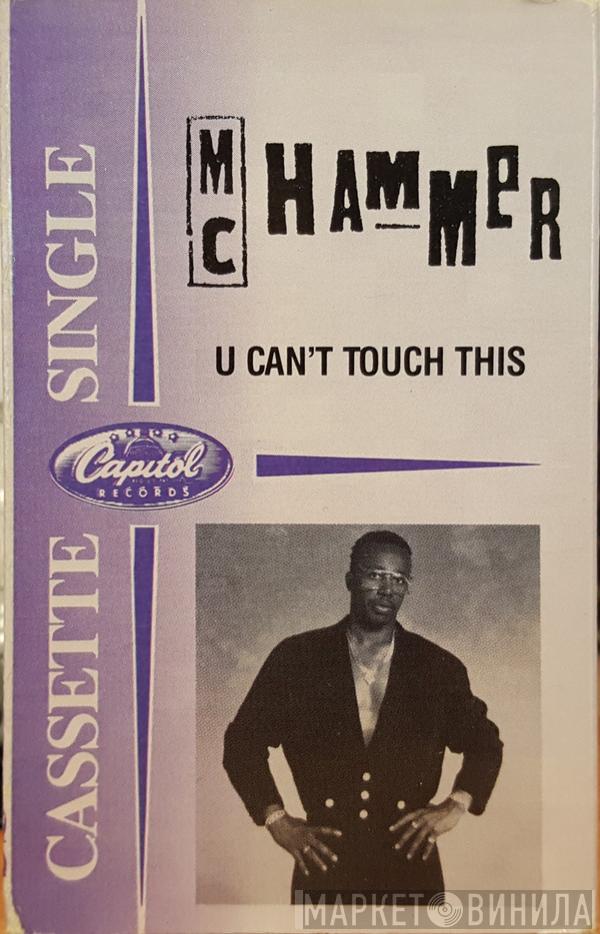 MC
HAMMER
U CAN'T TOUCH THIS
CASSETTE SINGLE
Capitol
RECORDS
МАРКЕТ ВИНИЛА